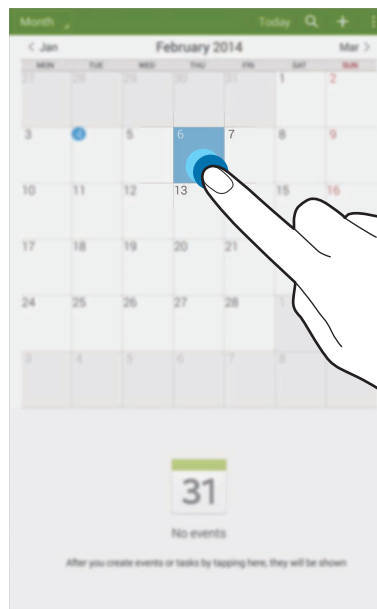 Month Today
< Jan February 2014 Mar >
MON TUE WED THU FRI SAT SUN
27 28 29 30 31 1 2
3 4 5 6 7 8 9
10 11 12 13 15 16
17 18 19 20 21
24 25 26 27 28 1
3 4 5 6 7 8
31
No events
After you create events or tasks by tapping here, they will be shown